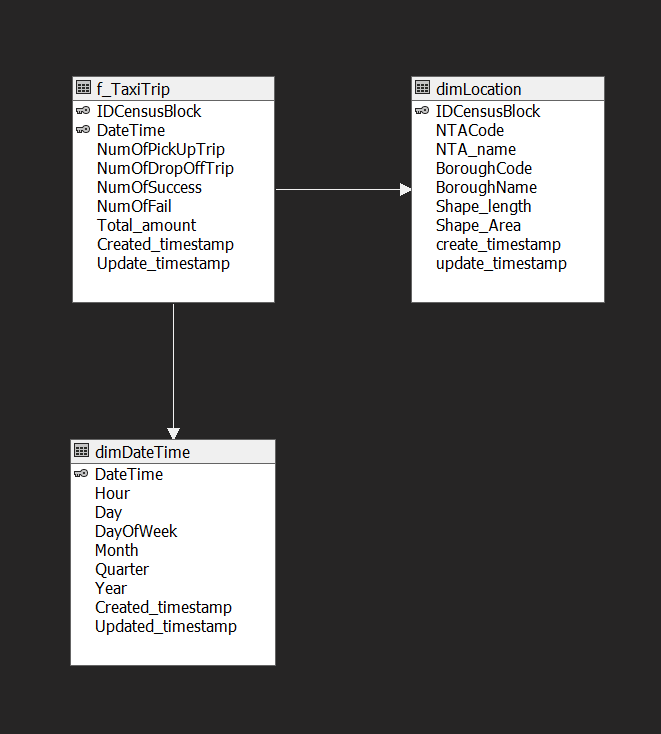 f_TaxiTrip
IDCensusBlock
DateTime
NumOfPickUpTrip
NumOfDropOffTrip
NumOfSuccess
NumOfFail
Total_amount
Created_timestamp
Update_timestamp
dimLocation
IDCensusBlock
NTACode
NTA_name
BoroughCode
BoroughName
Shape_length
Shape_Area
create_timestamp
update_timestamp
dimDateTime
DateTime
Hour
Day
DayOfWeek
Month
Quarter
Year
Created_timestamp
Updated_timestamp